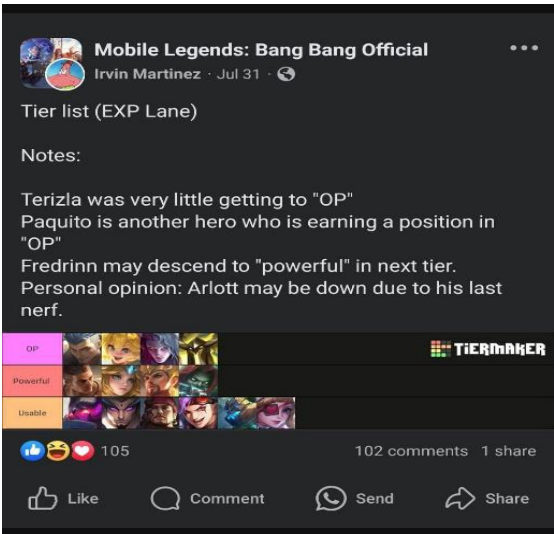 Mobile Legends: Bang Bang Official
Irvin Martinez · Jul 31 ·
Tier list (EXP Lane)
Notes:
Terizla was very little getting to "OP"
Paquito is another hero who is earning a position in
"OP"
Fredrinn may descend to "powerful" in next tier.
Personal opinion: Arlott may be down due to his last
nerf.
OP
TiERMAKER
Powerful
Usable
105
102 comments 1 share
Like
Comment
Send
Share